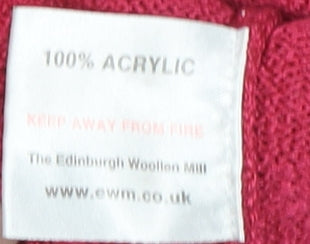 100% ACRYLIC
KEEP AWAY FROM FIRE
The Edinburgh Woollen Mill
www.ewm.co.uk